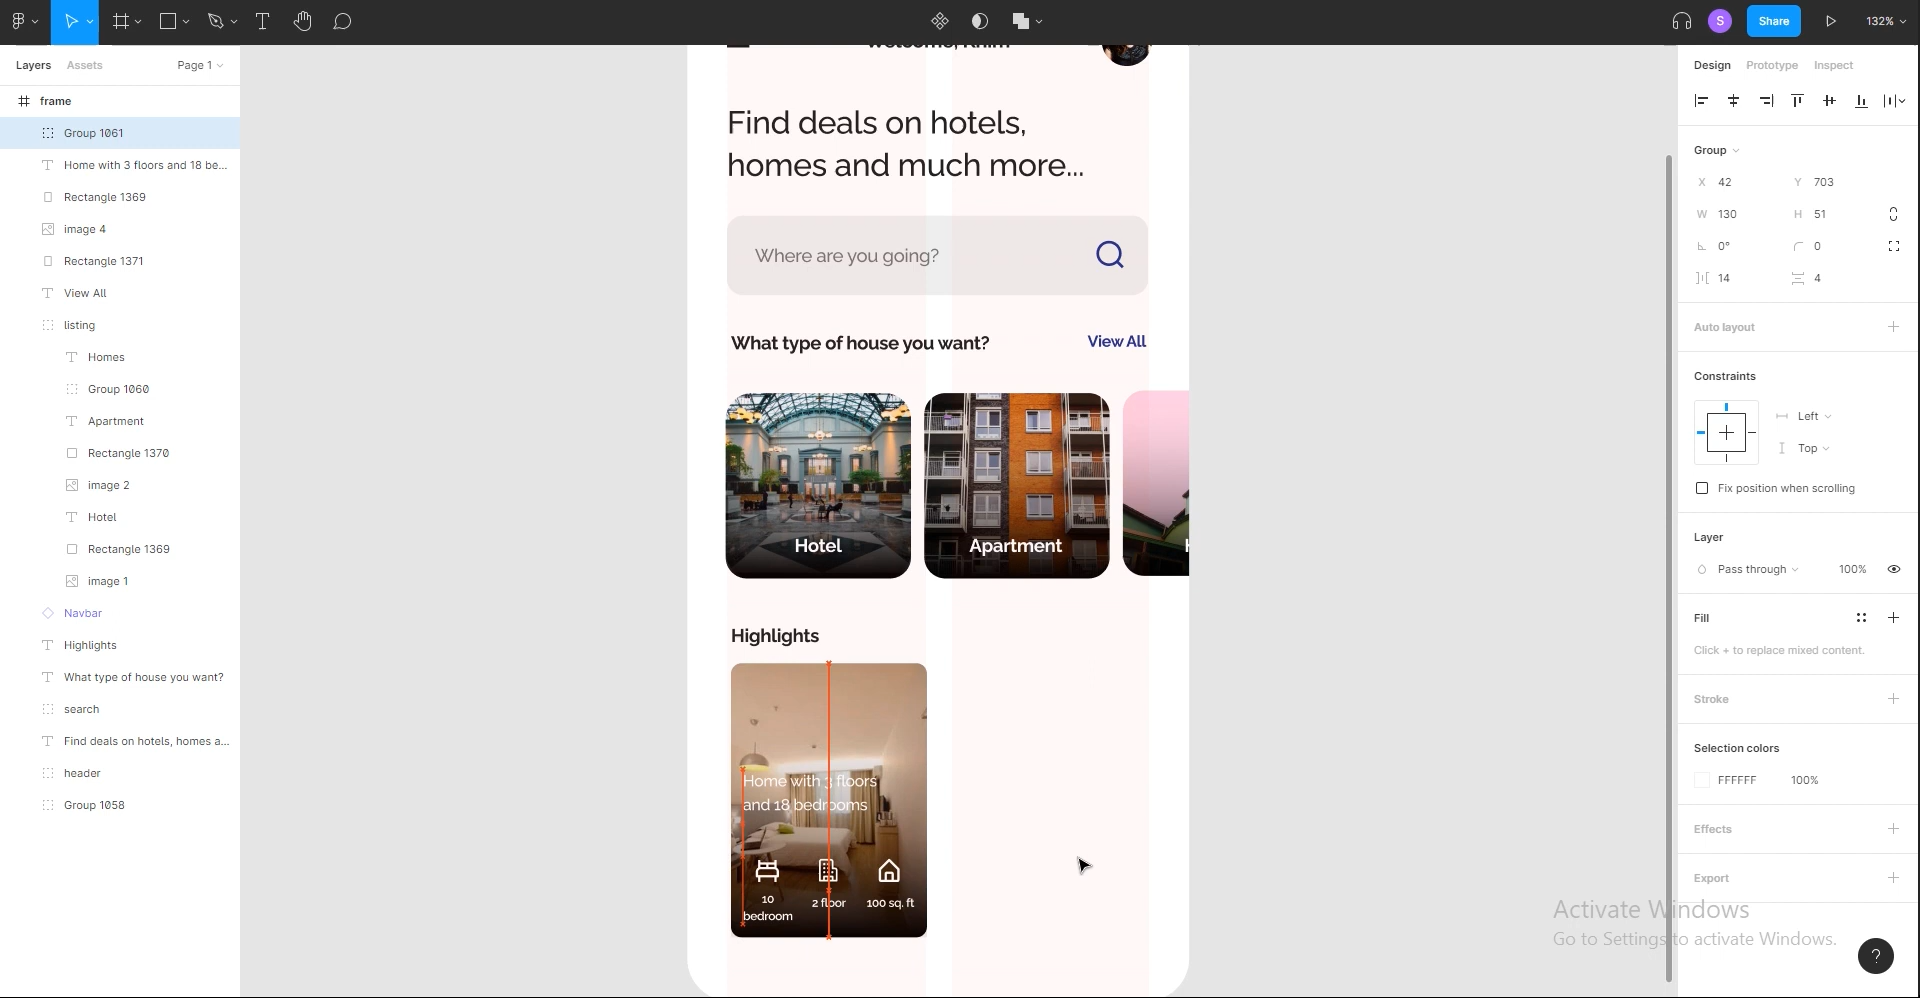 S
Share
132%
Layers
Assets
Page 1
frame
Group 1061
Home with 3 floors and 18 be...
Rectangle 1369
image 4
Rectangle 1371
View All
listing
Homes
Group 1060
Apartment
Rectangle 1370
image 2
Hotel
Rectangle 1369
image 1
Navbar
Highlights
What type of house you want?
search
Find deals on hotels, homes a...
header
Group 1058
Find deals on hotels,
homes and much more...
Where are you going?
What type of house you want?
View All
Hotel
Apartment
Highlights
Home with 3 floors
and 18 bedrooms
10
bedroom
2 floor
100 sq. ft
Design
Prototype
Inspect
Group
X 42
Y 703
W 130
H 51
0°
0
14
4
Auto layout
Constraints
Left
Top
Fix position when scrolling
Layer
Pass through
100%
Fill
Click + to replace mixed content.
Stroke
Selection colors
FFFFFF
100%
Effects
Export
Activate Windows
Go to Settings to activate Windows.
?